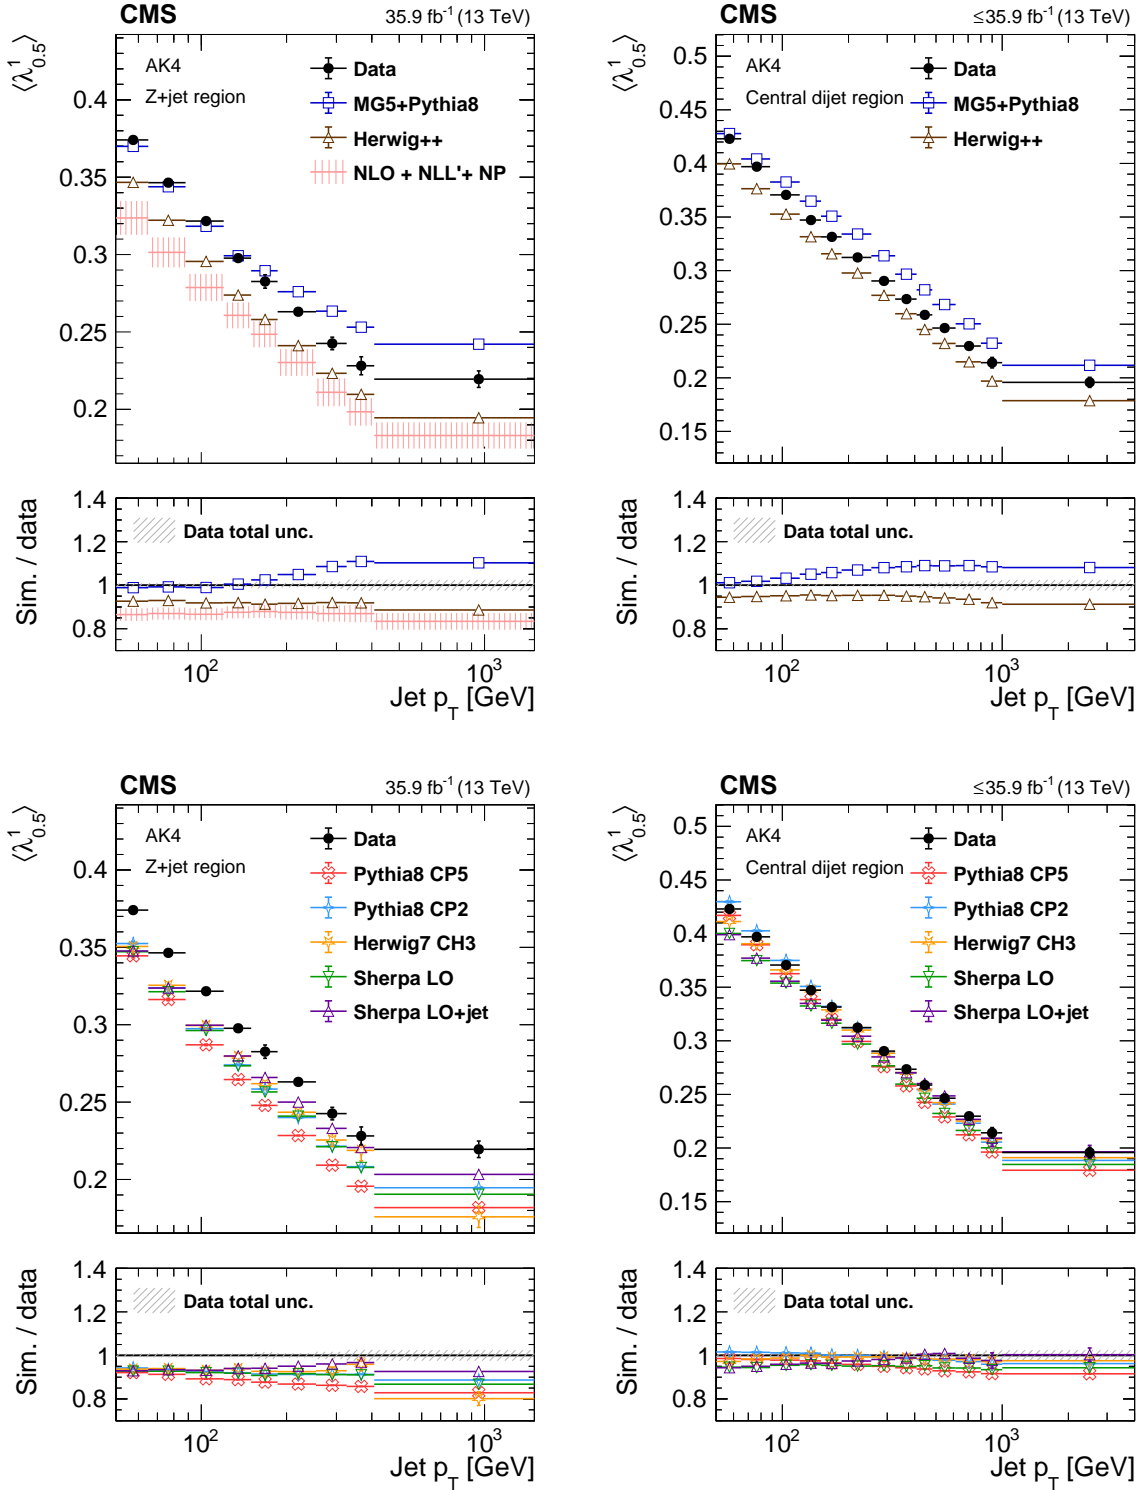 CMS
35.9 fb⁻¹ (13 TeV)
⟨λ¹₀.₅⟩
AK4
Z+jet region
Data
MG5+Pythia8
Herwig++
NLO + NLL'+ NP
0.4
0.35
0.3
0.25
0.2
Sim. / data
1.4
1.2
1
0.8
Data total unc.
10²
10³
Jet p_T [GeV]
CMS
≤35.9 fb⁻¹ (13 TeV)
⟨λ¹₀.₅⟩
AK4
Central dijet region
Data
MG5+Pythia8
Herwig++
0.5
0.45
0.4
0.35
0.3
0.25
0.2
0.15
Sim. / data
1.4
1.2
1
0.8
Data total unc.
10²
10³
Jet p_T [GeV]
CMS
35.9 fb⁻¹ (13 TeV)
⟨λ¹₀.₅⟩
AK4
Z+jet region
Data
Pythia8 CP5
Pythia8 CP2
Herwig7 CH3
Sherpa LO
Sherpa LO+jet
0.4
0.35
0.3
0.25
0.2
Sim. / data
1.4
1.2
1
0.8
Data total unc.
10²
10³
Jet p_T [GeV]
CMS
≤35.9 fb⁻¹ (13 TeV)
⟨λ¹₀.₅⟩
AK4
Central dijet region
Data
Pythia8 CP5
Pythia8 CP2
Herwig7 CH3
Sherpa LO
Sherpa LO+jet
0.5
0.45
0.4
0.35
0.3
0.25
0.2
0.15
Sim. / data
1.4
1.2
1
0.8
Data total unc.
10²
10³
Jet p_T [GeV]